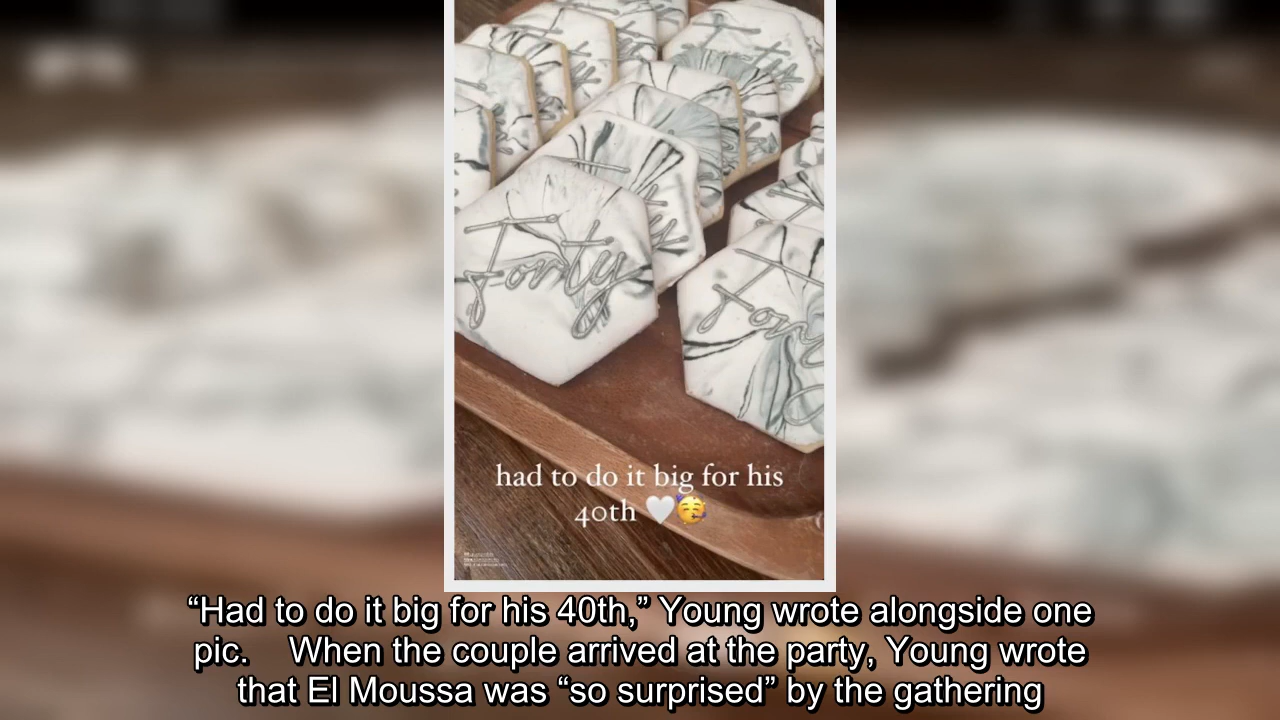 Forty
Forty
had to do it big for his
40th 🤍🥳
“Had to do it big for his 40th,” Young wrote alongside one
pic. When the couple arrived at the party, Young wrote
that El Moussa was “so surprised” by the gathering